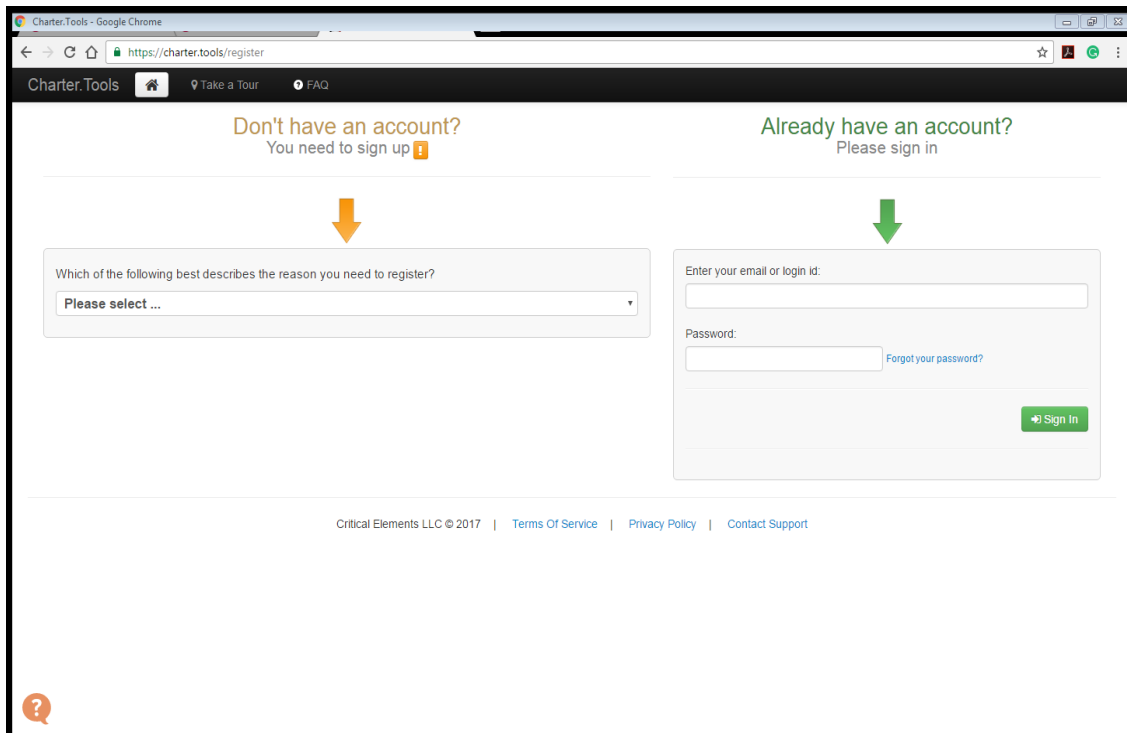 Charter.Tools - Google Chrome
https://charter.tools/register
Charter.Tools Take a Tour ? FAQ
Don't have an account?
You need to sign up !
Which of the following best describes the reason you need to register?
Please select ...
Already have an account?
Please sign in
Enter your email or login id:
Password:
Forgot your password?
Sign In
Critical Elements LLC © 2017 | Terms Of Service | Privacy Policy | Contact Support
?